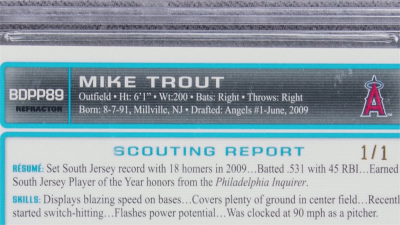 BDPP89
REFRACTOR
MIKE TROUT
Outfield • Ht: 6'1" • Wt:200 • Bats: Right • Throws: Right
Born: 8-7-91, Millville, NJ • Drafted: Angels #1-June, 2009
A
SCOUTING REPORT
1/1
RÉSUMÉ: Set South Jersey record with 18 homers in 2009...Batted .531 with 45 RBI...Earned
South Jersey Player of the Year honors from the Philadelphia Inquirer.
SKILLS: Displays blazing speed on bases...Covers plenty of ground in center field...Recent
started switch-hitting...Flashes power potential...Was clocked at 90 mph as a pitcher.